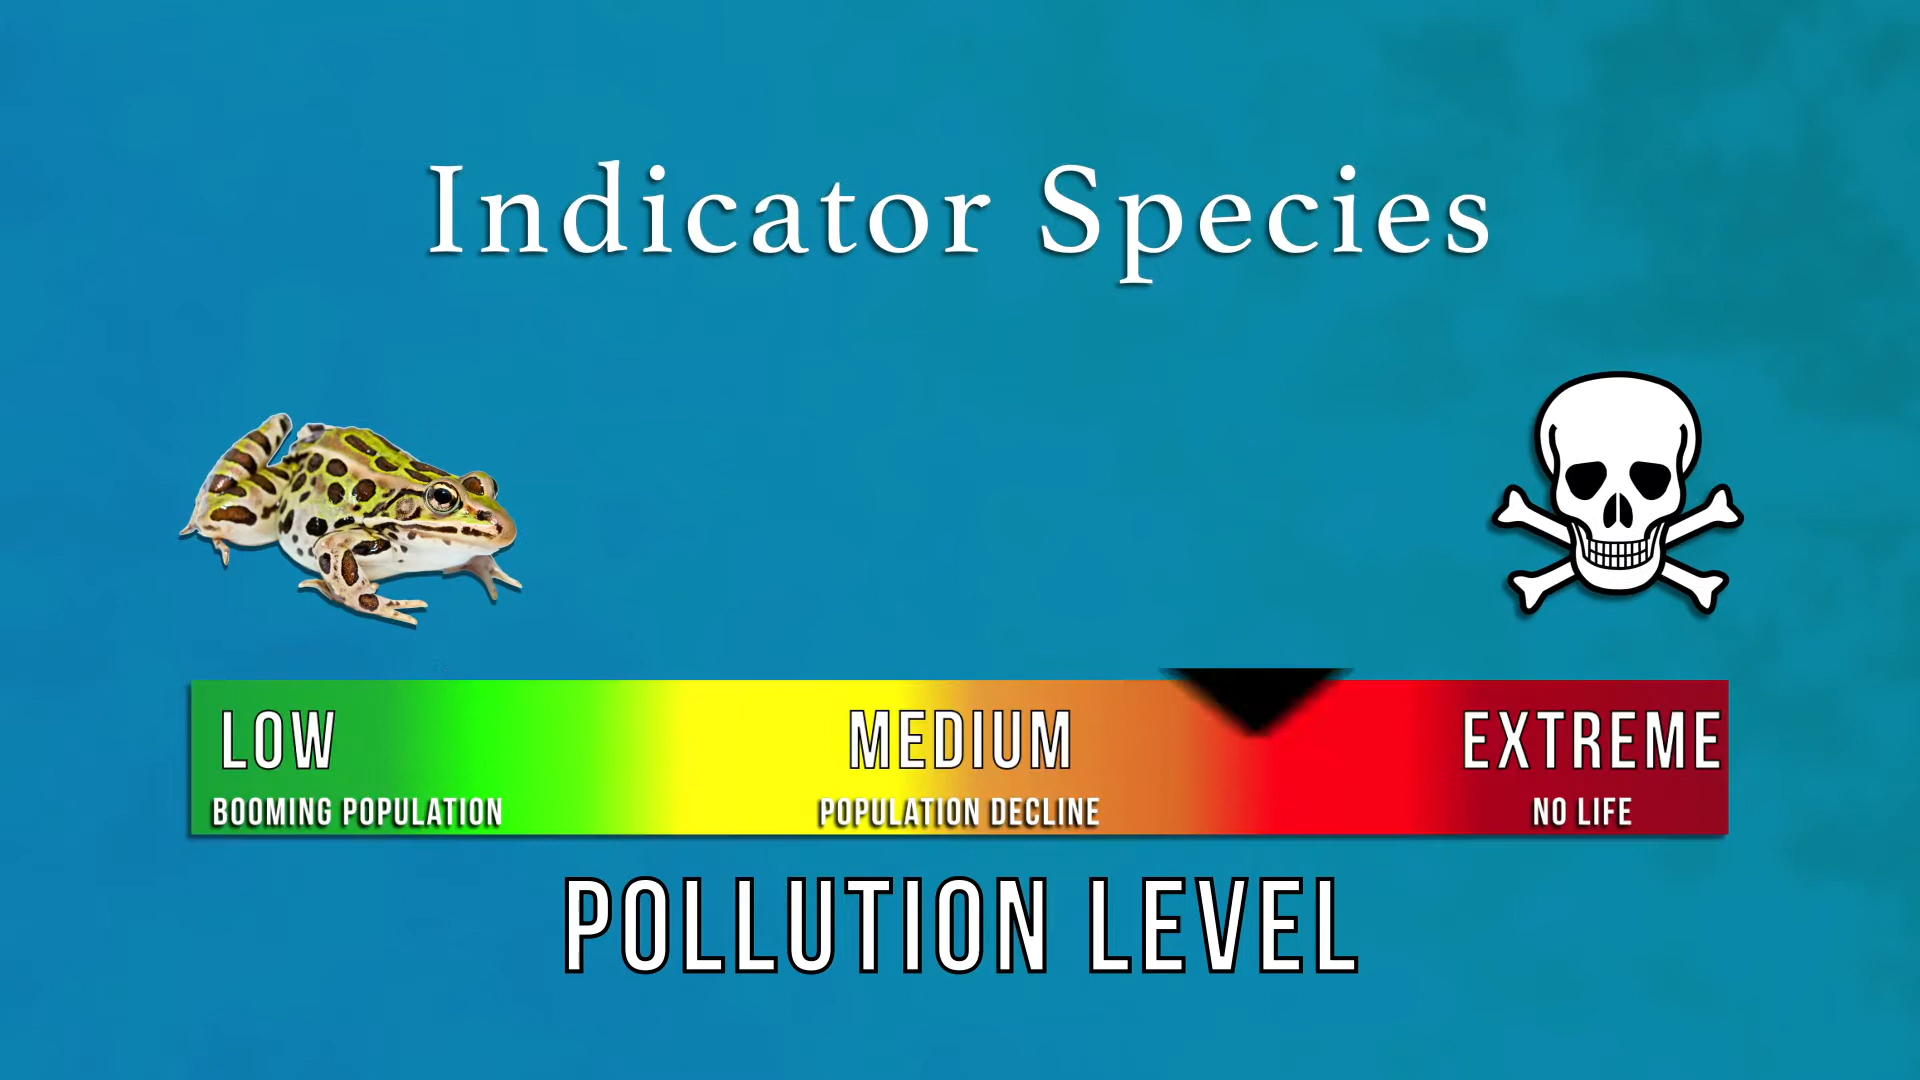 Indicator Species
LOW MEDIUM EXTREME
BOOMING POPULATION POPULATION DECLINE NO LIFE
POLLUTION LEVEL